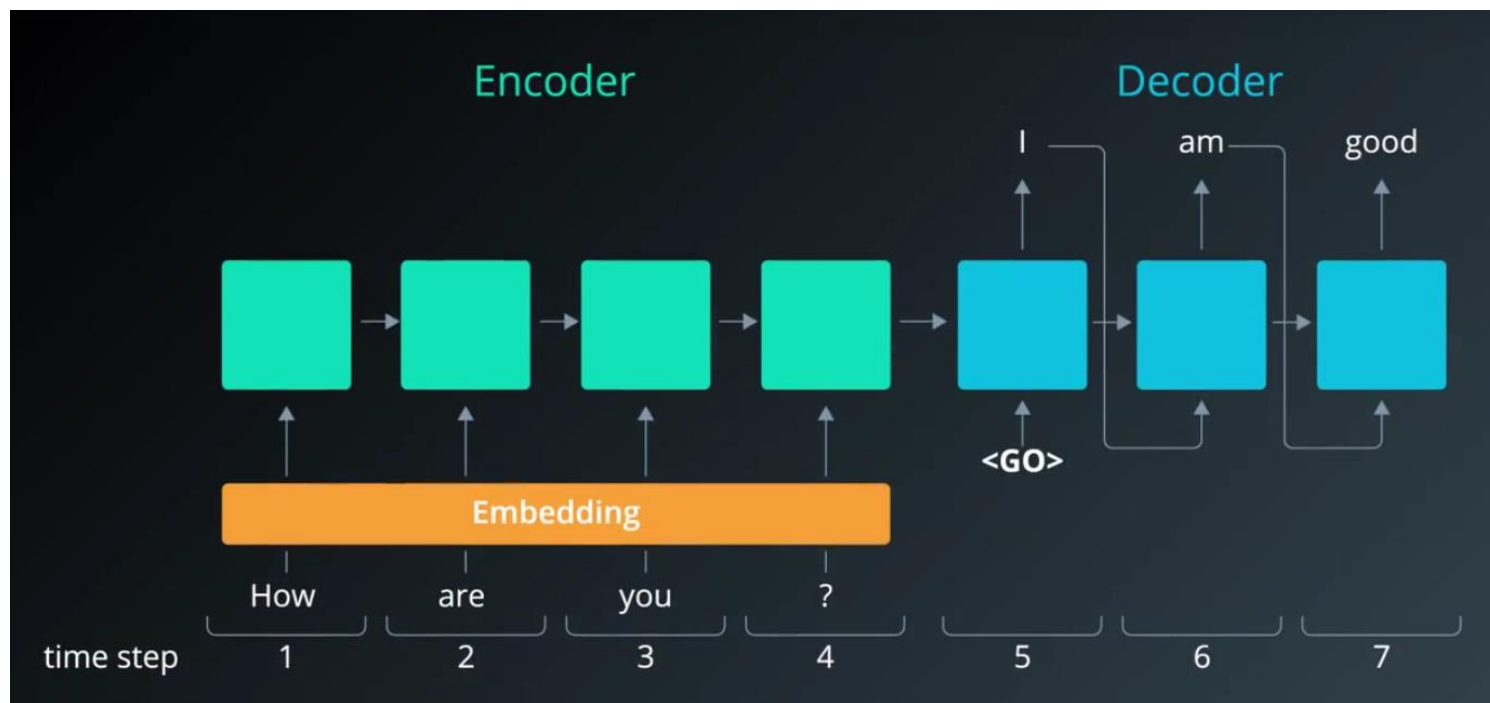 Encoder
Decoder
I am good
<GO>
Embedding
How are you ?
time step 1 2 3 4 5 6 7